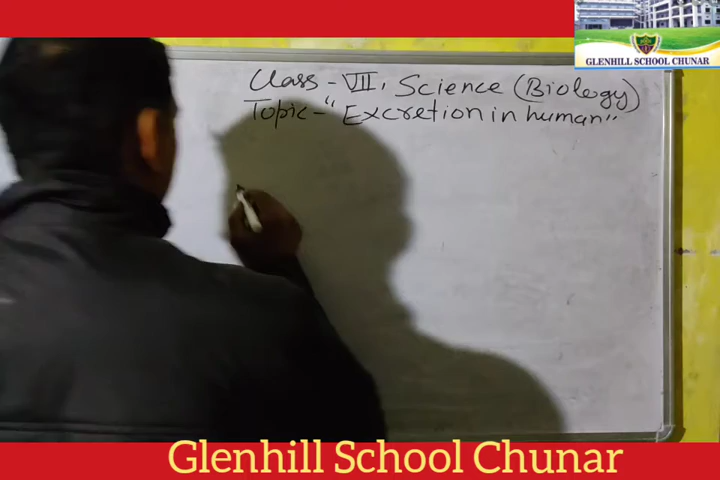 GLENHILL SCHOOL CHUNAR
Class - VII, Science (Biology)
Topic - "Excretion in human"
Glenhill School Chunar